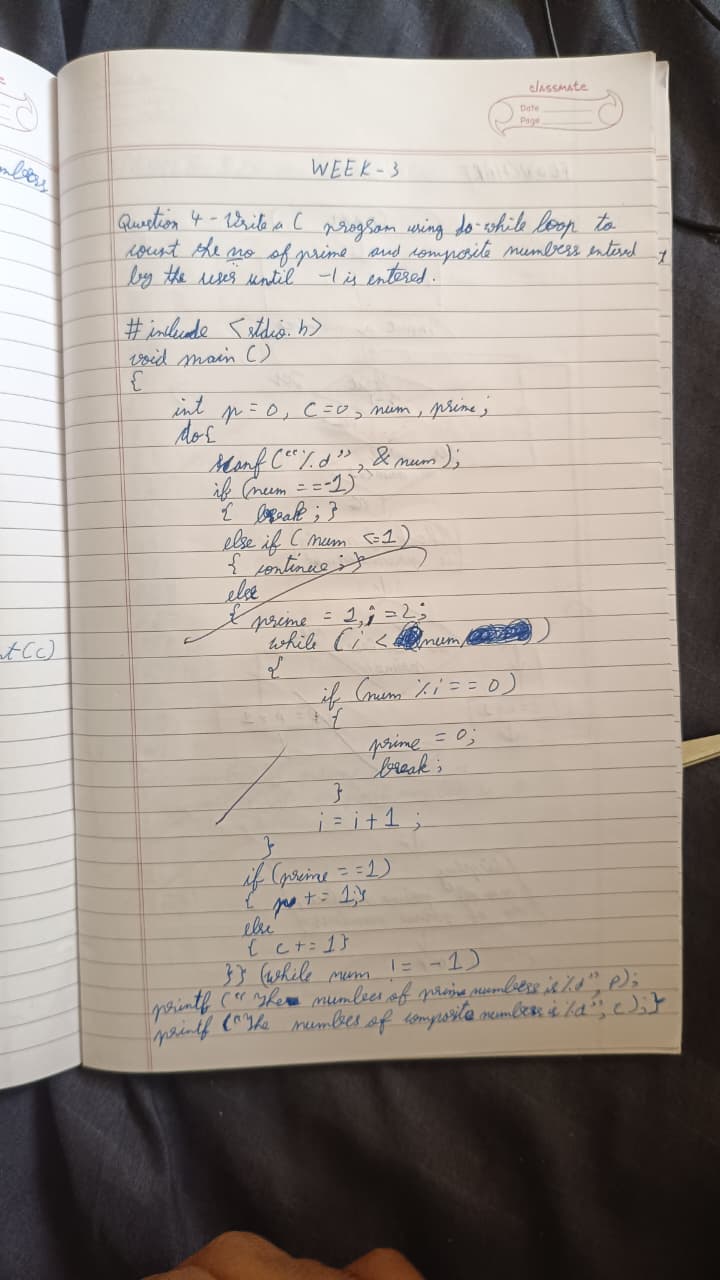 classmate
Date
Page
WEEK-3
Question 4 - Write a C program using do-while loop to
count the no of prime and composite numbers entered
by the user until -1 is entered.
# include <stdio.h>
void main ()
{
int p = 0, c=0, num, prime;
do{
scanf ("%d", & num);
if (num ==-1)
{ break ; }
else if ( num <=1)
{ continue ; }
else
{ prime = 1, i =2;
while (i < num )
{
if (num %i == 0)
{
prime = 0;
break ;
}
i = i+1 ;
}
if (prime ==1)
{ p += 1;}
else
{ c += 1}
}} (while num != -1)
printf (" The number of prime numbers is %d", p);
printf ("The number of composite number is %d", c);}
mbers
nt(c)